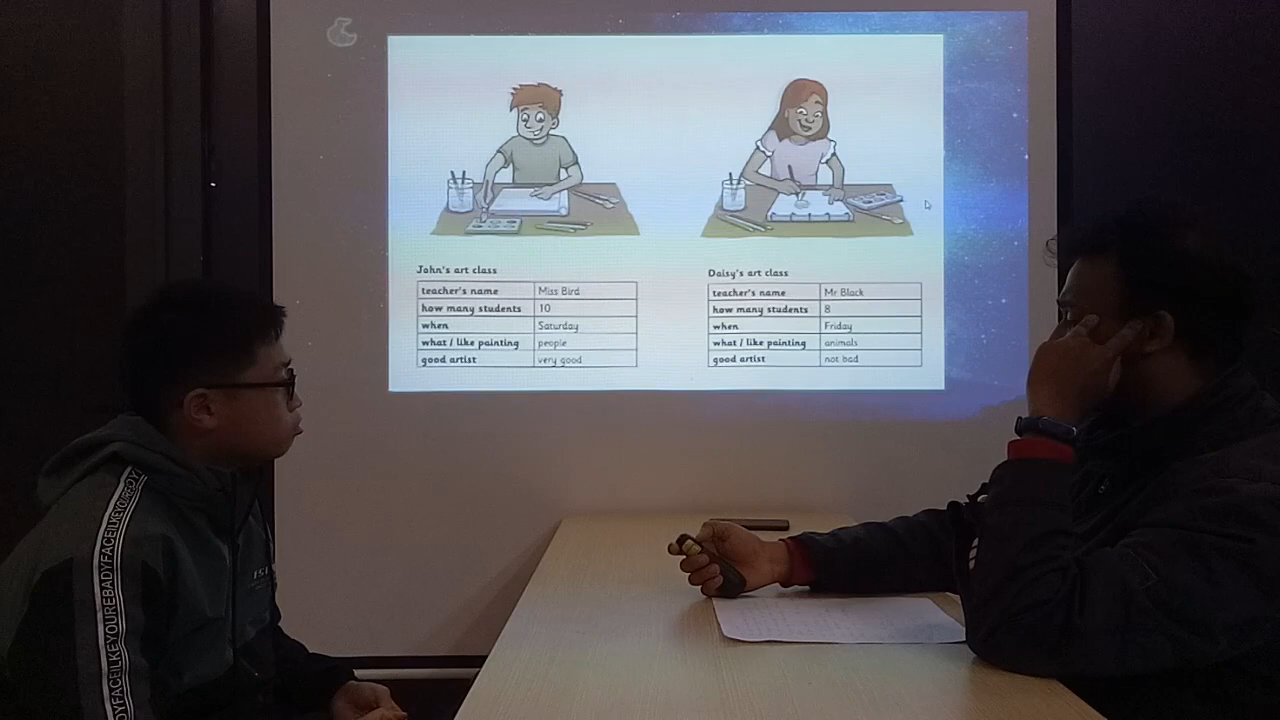 John's art class
teacher's name Miss Bird
how many students 10
when Saturday
what / like painting people
good artist very good
Daisy's art class
teacher's name Mr Black
how many students 8
when Friday
what / like painting animals
good artist not bad